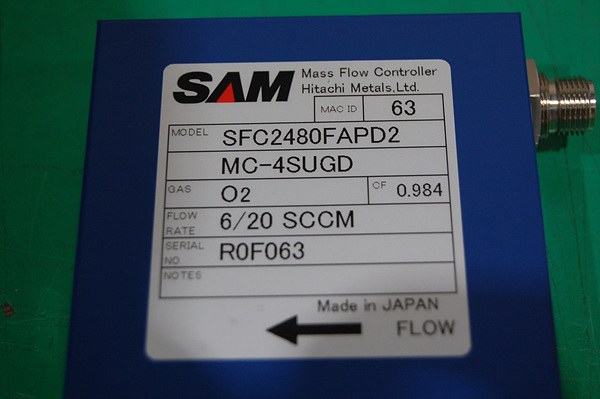 SAM Mass Flow Controller
Hitachi Metals,Ltd.
MAC ID 63
MODEL SFC2480FAPD2
MC-4SUGD
GAS O2 CF 0.984
FLOW RATE 6/20 SCCM
SERIAL NO R0F063
NOTES
Made in JAPAN
FLOW